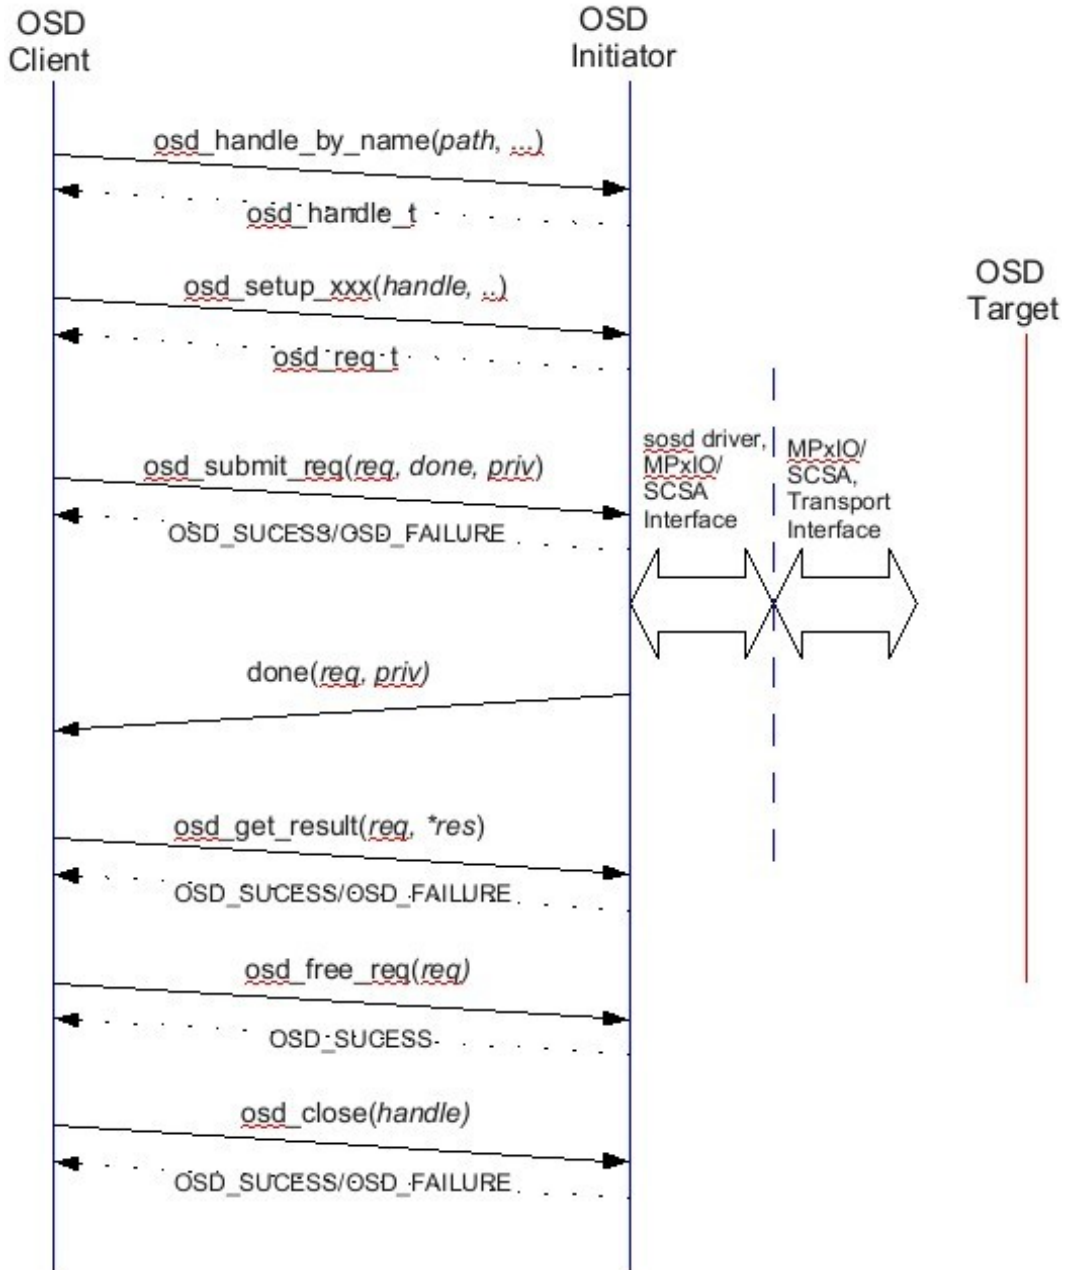 OSD
Client
OSD
Initiator
osd_handle_by_name(path, ...)
osd_handle_t
osd_setup_xxx(handle, ..)
osd_req_t
OSD
Target
sosd driver,
MPxIO/
SCSA
Interface
MPxIO/
SCSA,
Transport
Interface
osd_submit_req(req, done, priv)
OSD_SUCESS/OSD_FAILURE
done(req, priv)
osd_get_result(req, *res)
OSD_SUCESS/OSD_FAILURE
osd_free_req(req)
OSD_SUCESS
osd_close(handle)
OSD_SUCESS/OSD_FAILURE